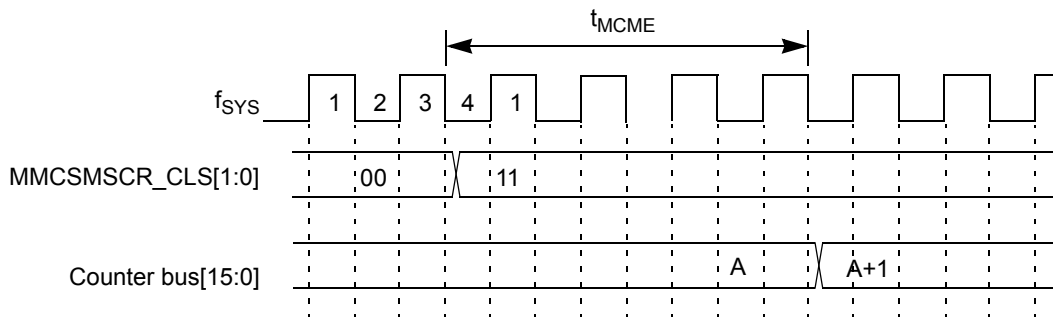 tMCME
fSYS 1 2 3 4 1
MMCSMSCR_CLS[1:0] 00 11
Counter bus[15:0] A A+1